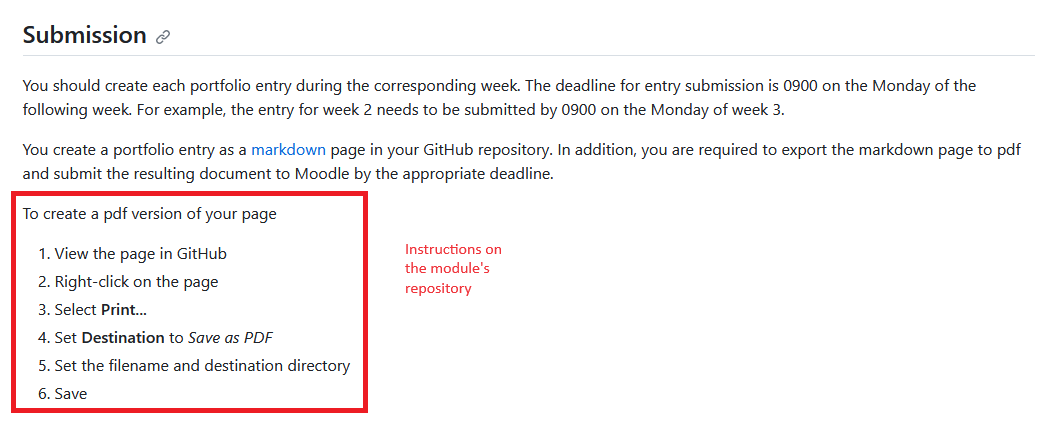 Submission
You should create each portfolio entry during the corresponding week. The deadline for entry submission is 0900 on the Monday of the
following week. For example, the entry for week 2 needs to be submitted by 0900 on the Monday of week 3.
You create a portfolio entry as a markdown page in your GitHub repository. In addition, you are required to export the markdown page to pdf
and submit the resulting document to Moodle by the appropriate deadline.
To create a pdf version of your page
1. View the page in GitHub
2. Right-click on the page
3. Select Print...
4. Set Destination to Save as PDF
5. Set the filename and destination directory
6. Save
Instructions on
the module's
repository